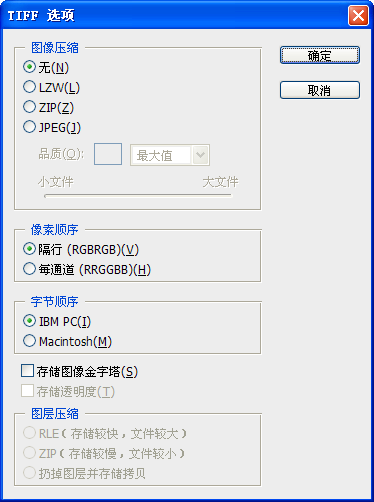 TIFF 选项
图像压缩
确定
无(N)
LZW(L)
取消
ZIP(Z)
JPEG(J)
品质(Q): 最大值
小文件 大文件
像素顺序
隔行 (RGBRGB)(V)
每通道 (RRGGBB)(H)
字节顺序
IBM PC(I)
Macintosh(M)
存储图像金字塔(S)
存储透明度(T)
图层压缩
RLE（存储较快，文件较大）
ZIP（存储较慢，文件较小）
扔掉图层并存储拷贝